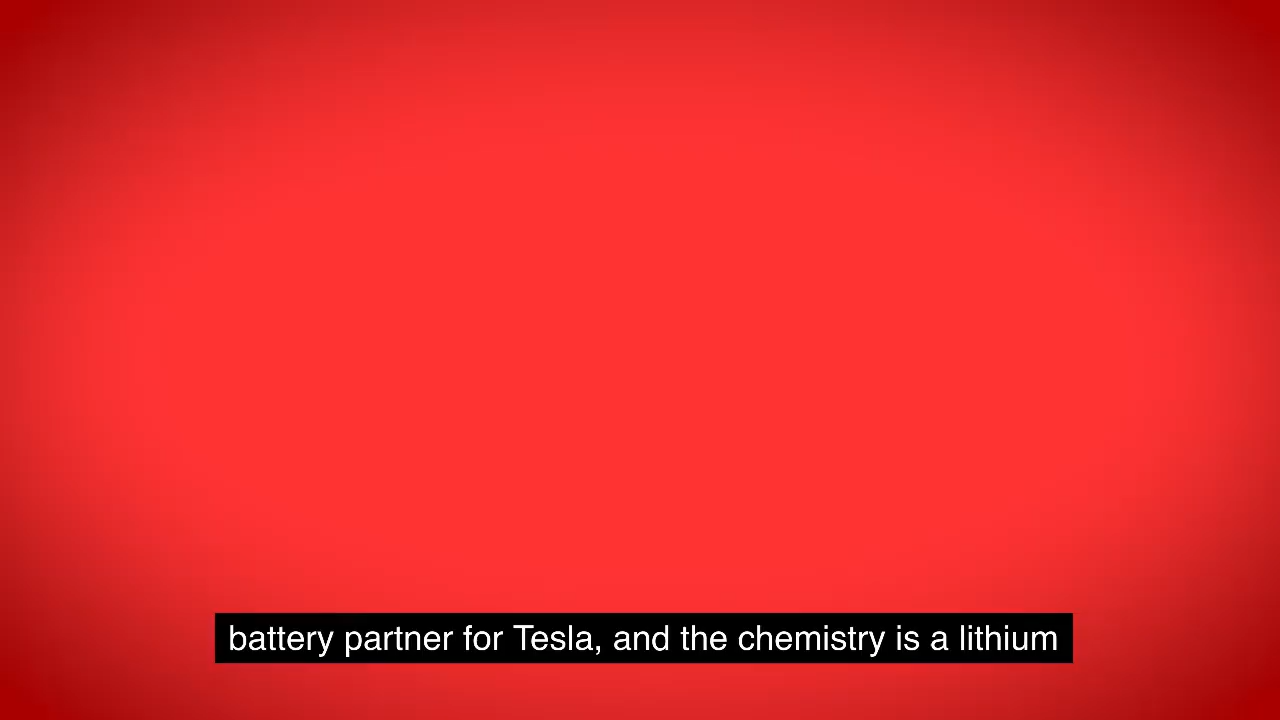 battery partner for Tesla, and the chemistry is a lithium